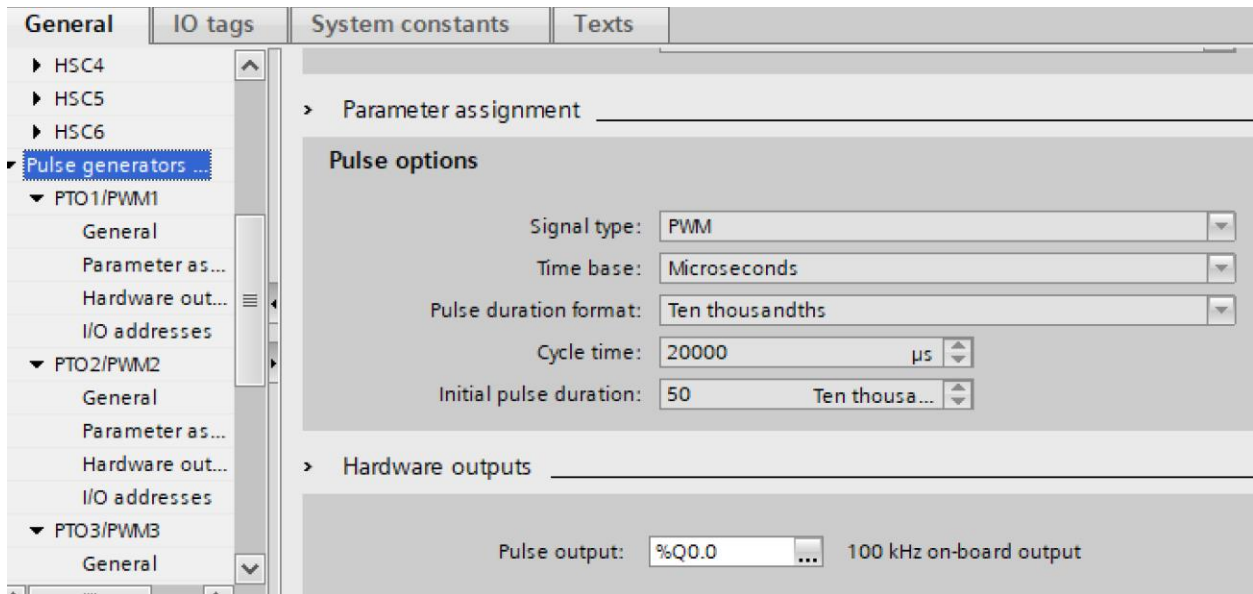 General IO tags System constants Texts
HSC4
HSC5
HSC6
Pulse generators ...
PTO1/PWM1
General
Parameter as...
Hardware out...
I/O addresses
PTO2/PWM2
General
Parameter as...
Hardware out...
I/O addresses
PTO3/PWM3
General
Parameter assignment
Pulse options
Signal type: PWM
Time base: Microseconds
Pulse duration format: Ten thousandths
Cycle time: 20000 µs
Initial pulse duration: 50 Ten thousa...
Hardware outputs
Pulse output: %Q0.0 ... 100 kHz on-board output